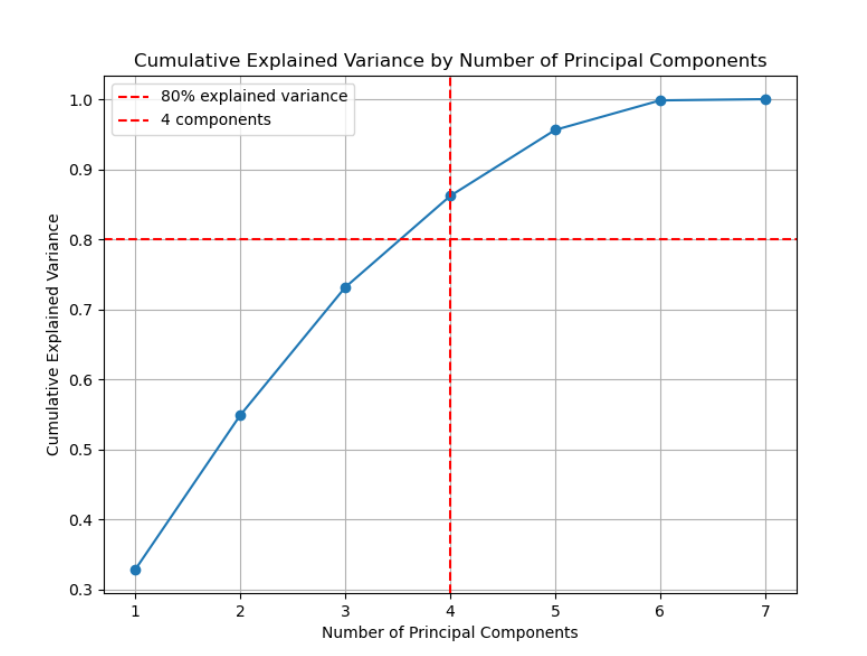 Cumulative Explained Variance by Number of Principal Components
80% explained variance
4 components
Cumulative Explained Variance
1.0
0.9
0.8
0.7
0.6
0.5
0.4
0.3
1 2 3 4 5 6 7
Number of Principal Components